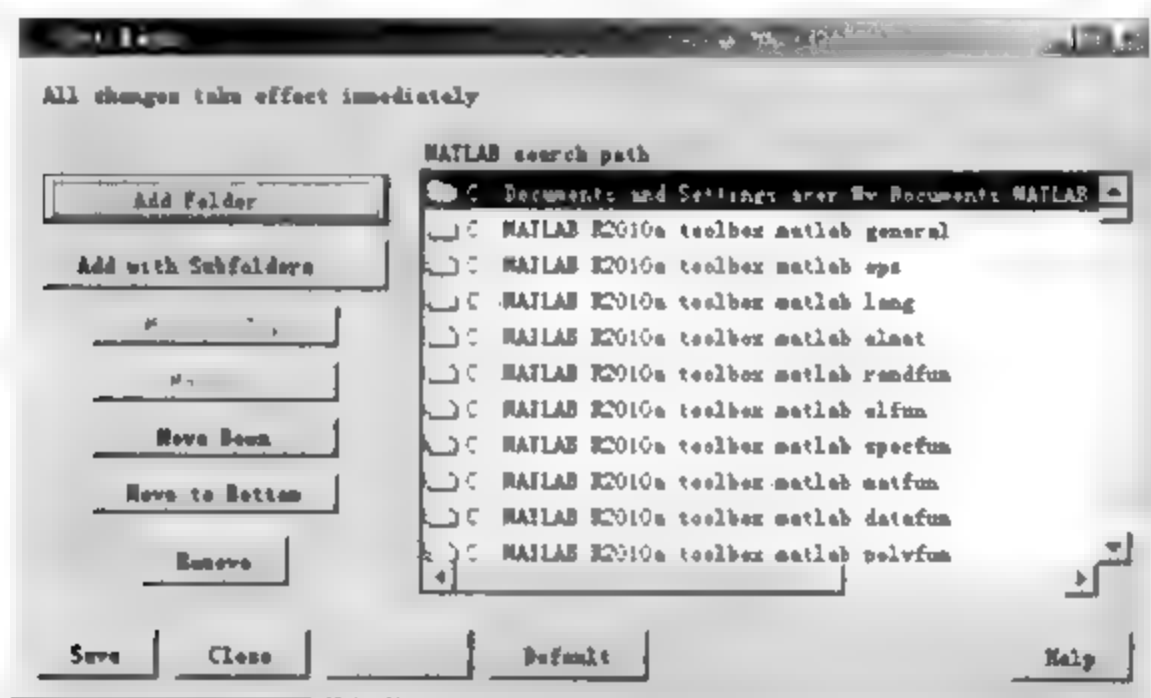 All changes take effect immediately
MATLAB search path
Add Folder
Add with Subfolders
Move Down
Move to Bottom
Remove
C Documents and Settings My Documents MATLAB
C MATLAB R2010a toolbox matlab general
C MATLAB R2010a toolbox matlab ops
C MATLAB R2010a toolbox matlab lang
C MATLAB R2010a toolbox matlab elmat
C MATLAB R2010a toolbox matlab randfun
C MATLAB R2010a toolbox matlab elfun
C MATLAB R2010a toolbox matlab specfun
C MATLAB R2010a toolbox matlab matfun
C MATLAB R2010a toolbox matlab datafun
C MATLAB R2010a toolbox matlab polyfun
Save Close Default Help